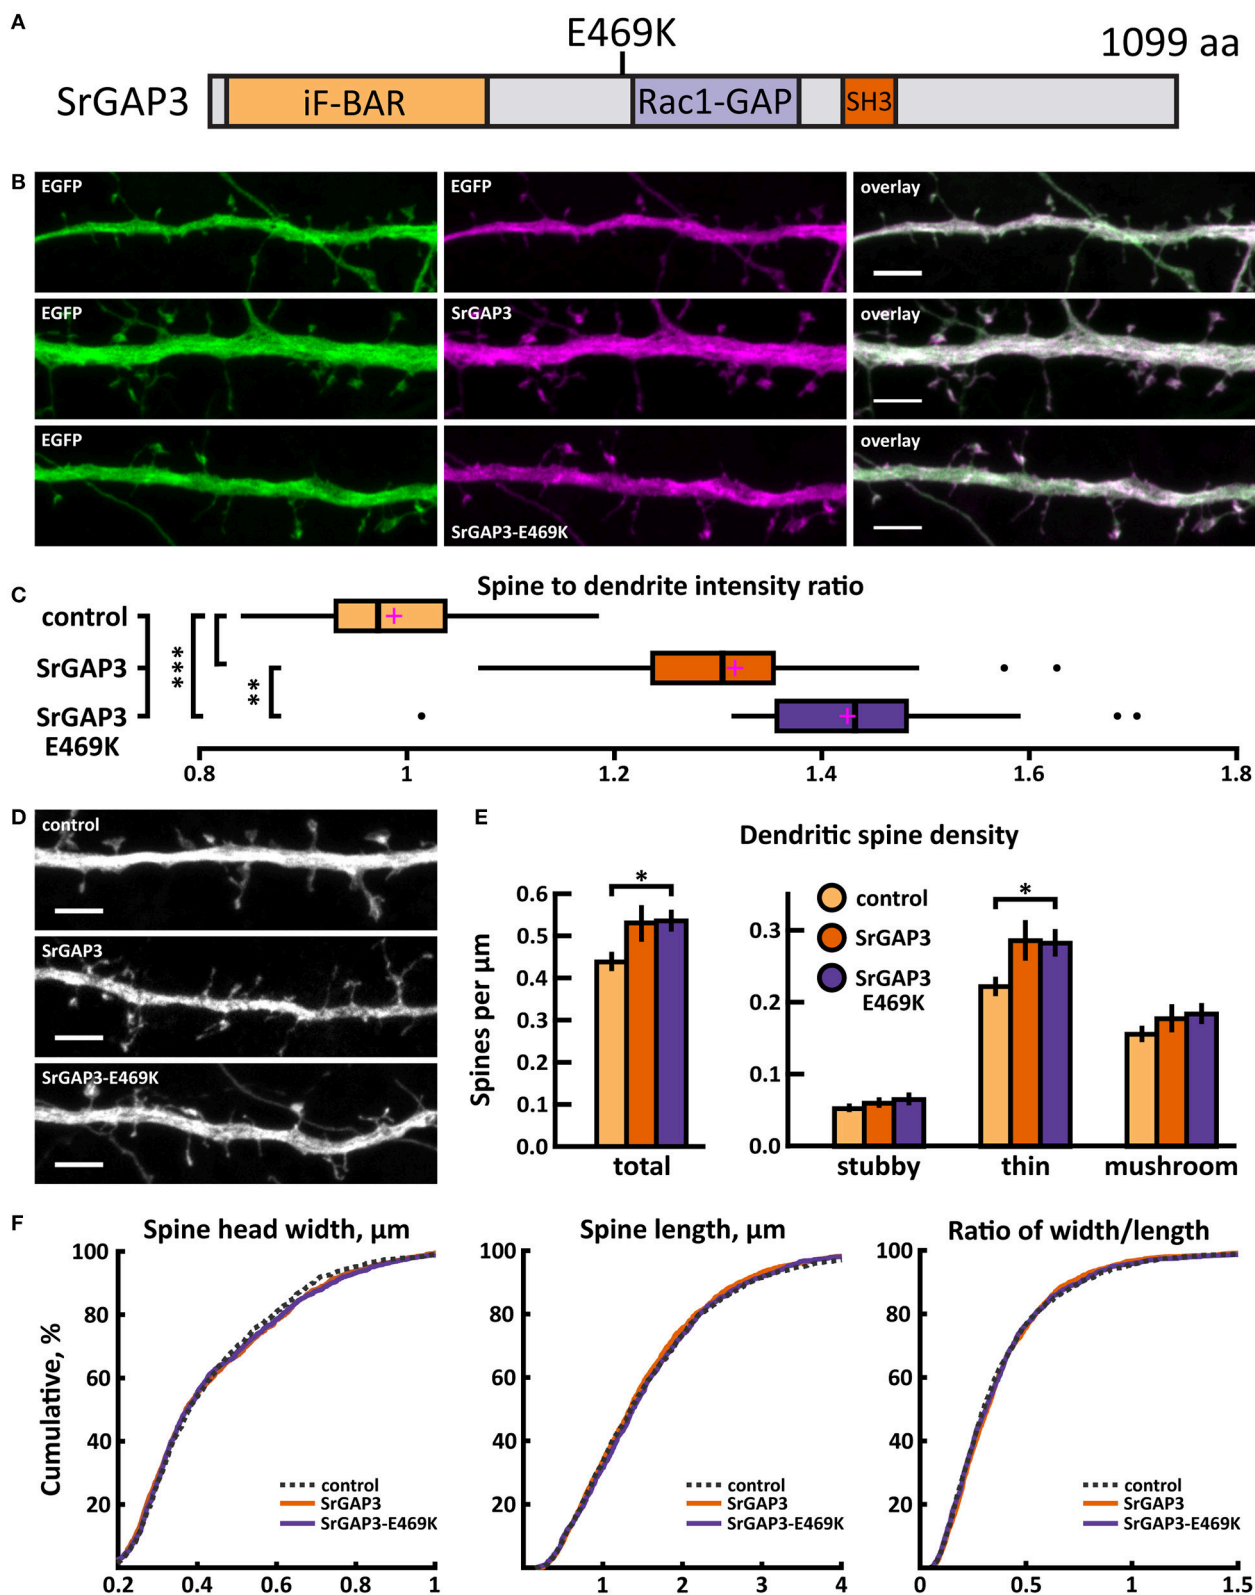 A
E469K
1099 aa
SrGAP3
iF-BAR
Rac1-GAP
SH3
B
EGFP
EGFP
overlay
EGFP
SrGAP3
overlay
EGFP
SrGAP3-E469K
overlay
C
Spine to dendrite intensity ratio
control
SrGAP3
SrGAP3
E469K
***
**
0.8
1
1.2
1.4
1.6
1.8
D
control
SrGAP3
SrGAP3-E469K
E
Dendritic spine density
Spines per µm
0.6
0.5
0.4
0.3
0.2
0.1
0.0
*
total
0.3
0.2
0.1
0.0
control
SrGAP3
SrGAP3
E469K
*
stubby
thin
mushroom
F
Spine head width, µm
Cumulative, %
100
80
60
40
20
control
SrGAP3
SrGAP3-E469K
0.2
0.4
0.6
0.8
1
Spine length, µm
100
80
60
40
20
control
SrGAP3
SrGAP3-E469K
1
2
3
4
Ratio of width/length
100
80
60
40
20
control
SrGAP3
SrGAP3-E469K
0
0.5
1
1.5